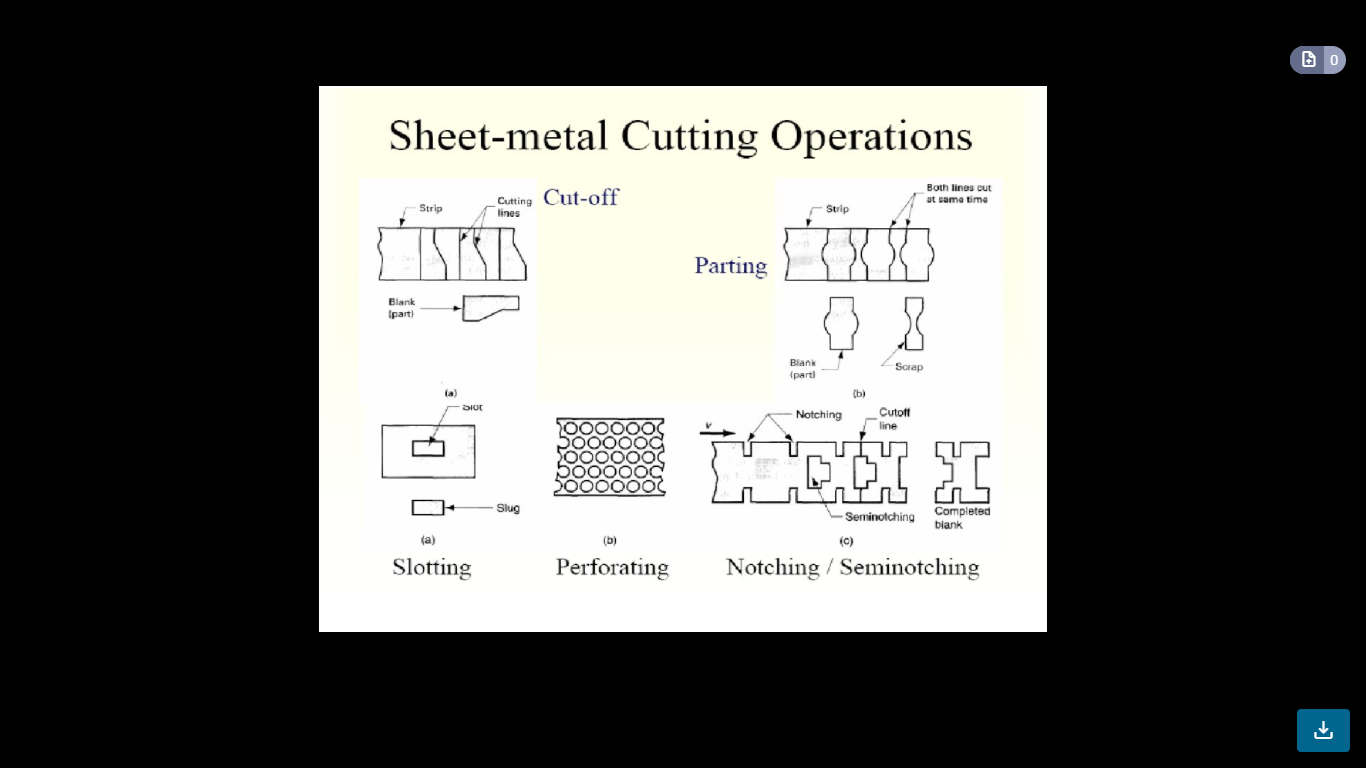 0
Sheet-metal Cutting Operations
Cut-off
Strip
Cutting
lines
Blank
(part)
(a)
Parting
Both lines cut
at same time
Strip
Blank
(part)
Scrap
(b)
Slot
Slug
(a)
Slotting
(b)
Perforating
v
Notching
Cutoff
line
Seminotching
Completed
blank
(c)
Notching / Seminotching